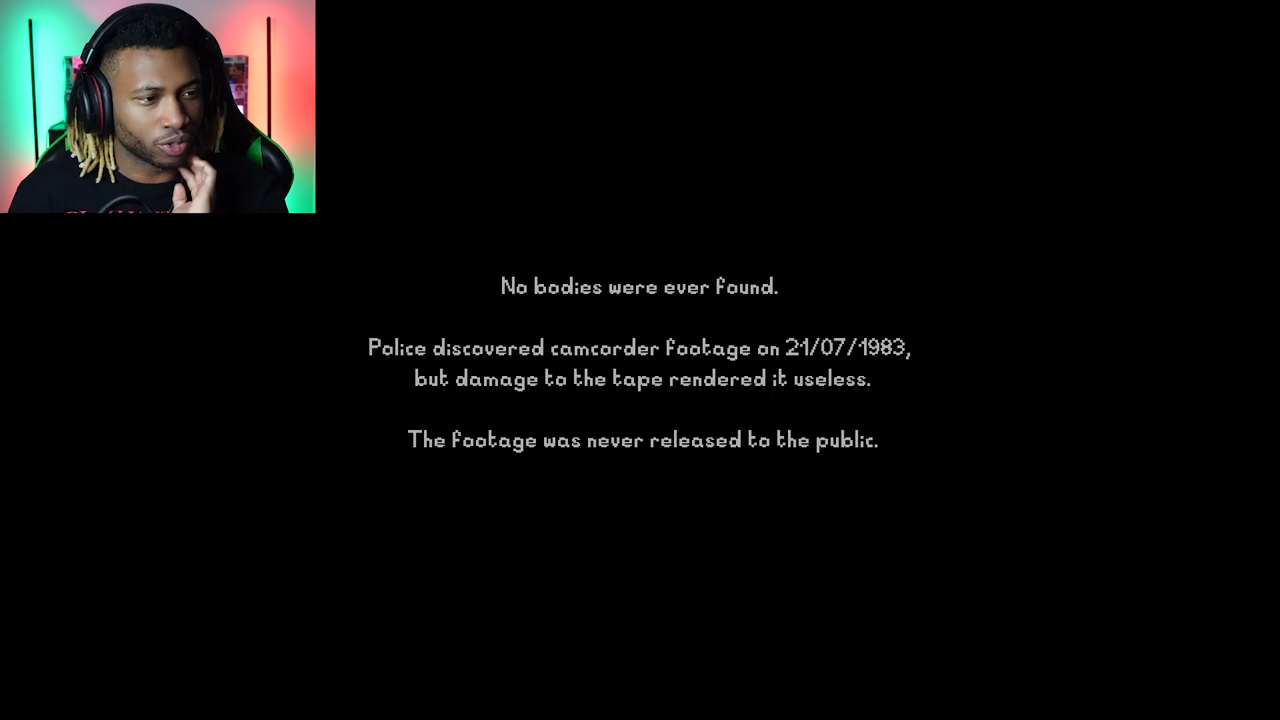 No bodies were ever found.
Police discovered camcorder footage on 21/07/1983,
but damage to the tape rendered it useless.
The footage was never released to the public.